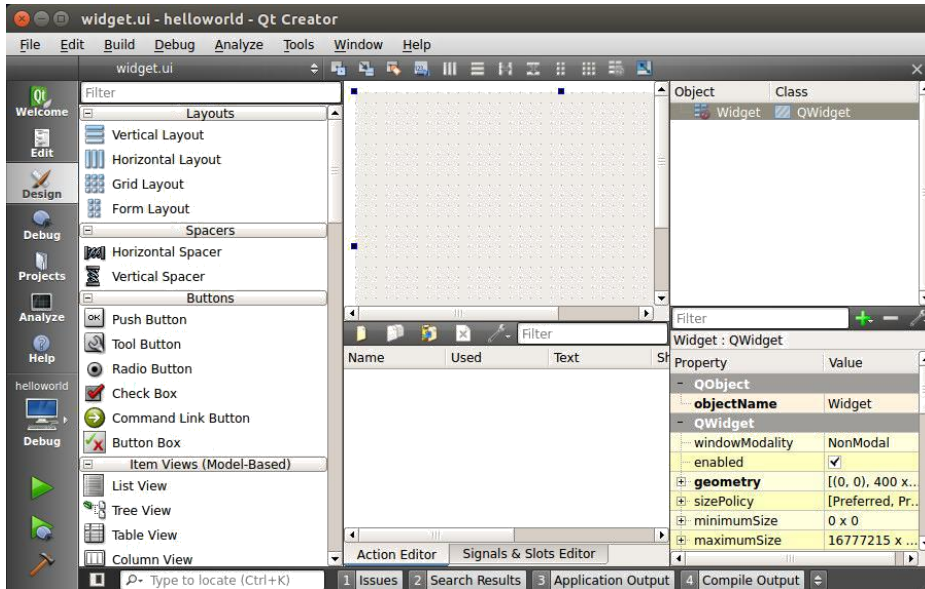 widget.ui - helloworld - Qt Creator
File Edit Build Debug Analyze Tools Window Help
widget.ui
Qt
Welcome
Edit
Design
Debug
Projects
Analyze
Help
helloworld
Debug
Filter
Layouts
Vertical Layout
Horizontal Layout
Grid Layout
Form Layout
Spacers
Horizontal Spacer
Vertical Spacer
Buttons
OK Push Button
Tool Button
Radio Button
Check Box
Command Link Button
Button Box
Item Views (Model-Based)
List View
Tree View
Table View
Column View
Filter
Name Used Text Sh
Action Editor Signals & Slots Editor
Object Class
Widget QWidget
Filter
Widget : QWidget
Property Value
QObject
objectName Widget
QWidget
windowModality NonModal
enabled
geometry [(0, 0), 400 x...
sizePolicy [Preferred, Pr...
minimumSize 0 x 0
maximumSize 16777215 x ...
Type to locate (Ctrl+K) 1 Issues 2 Search Results 3 Application Output 4 Compile Output